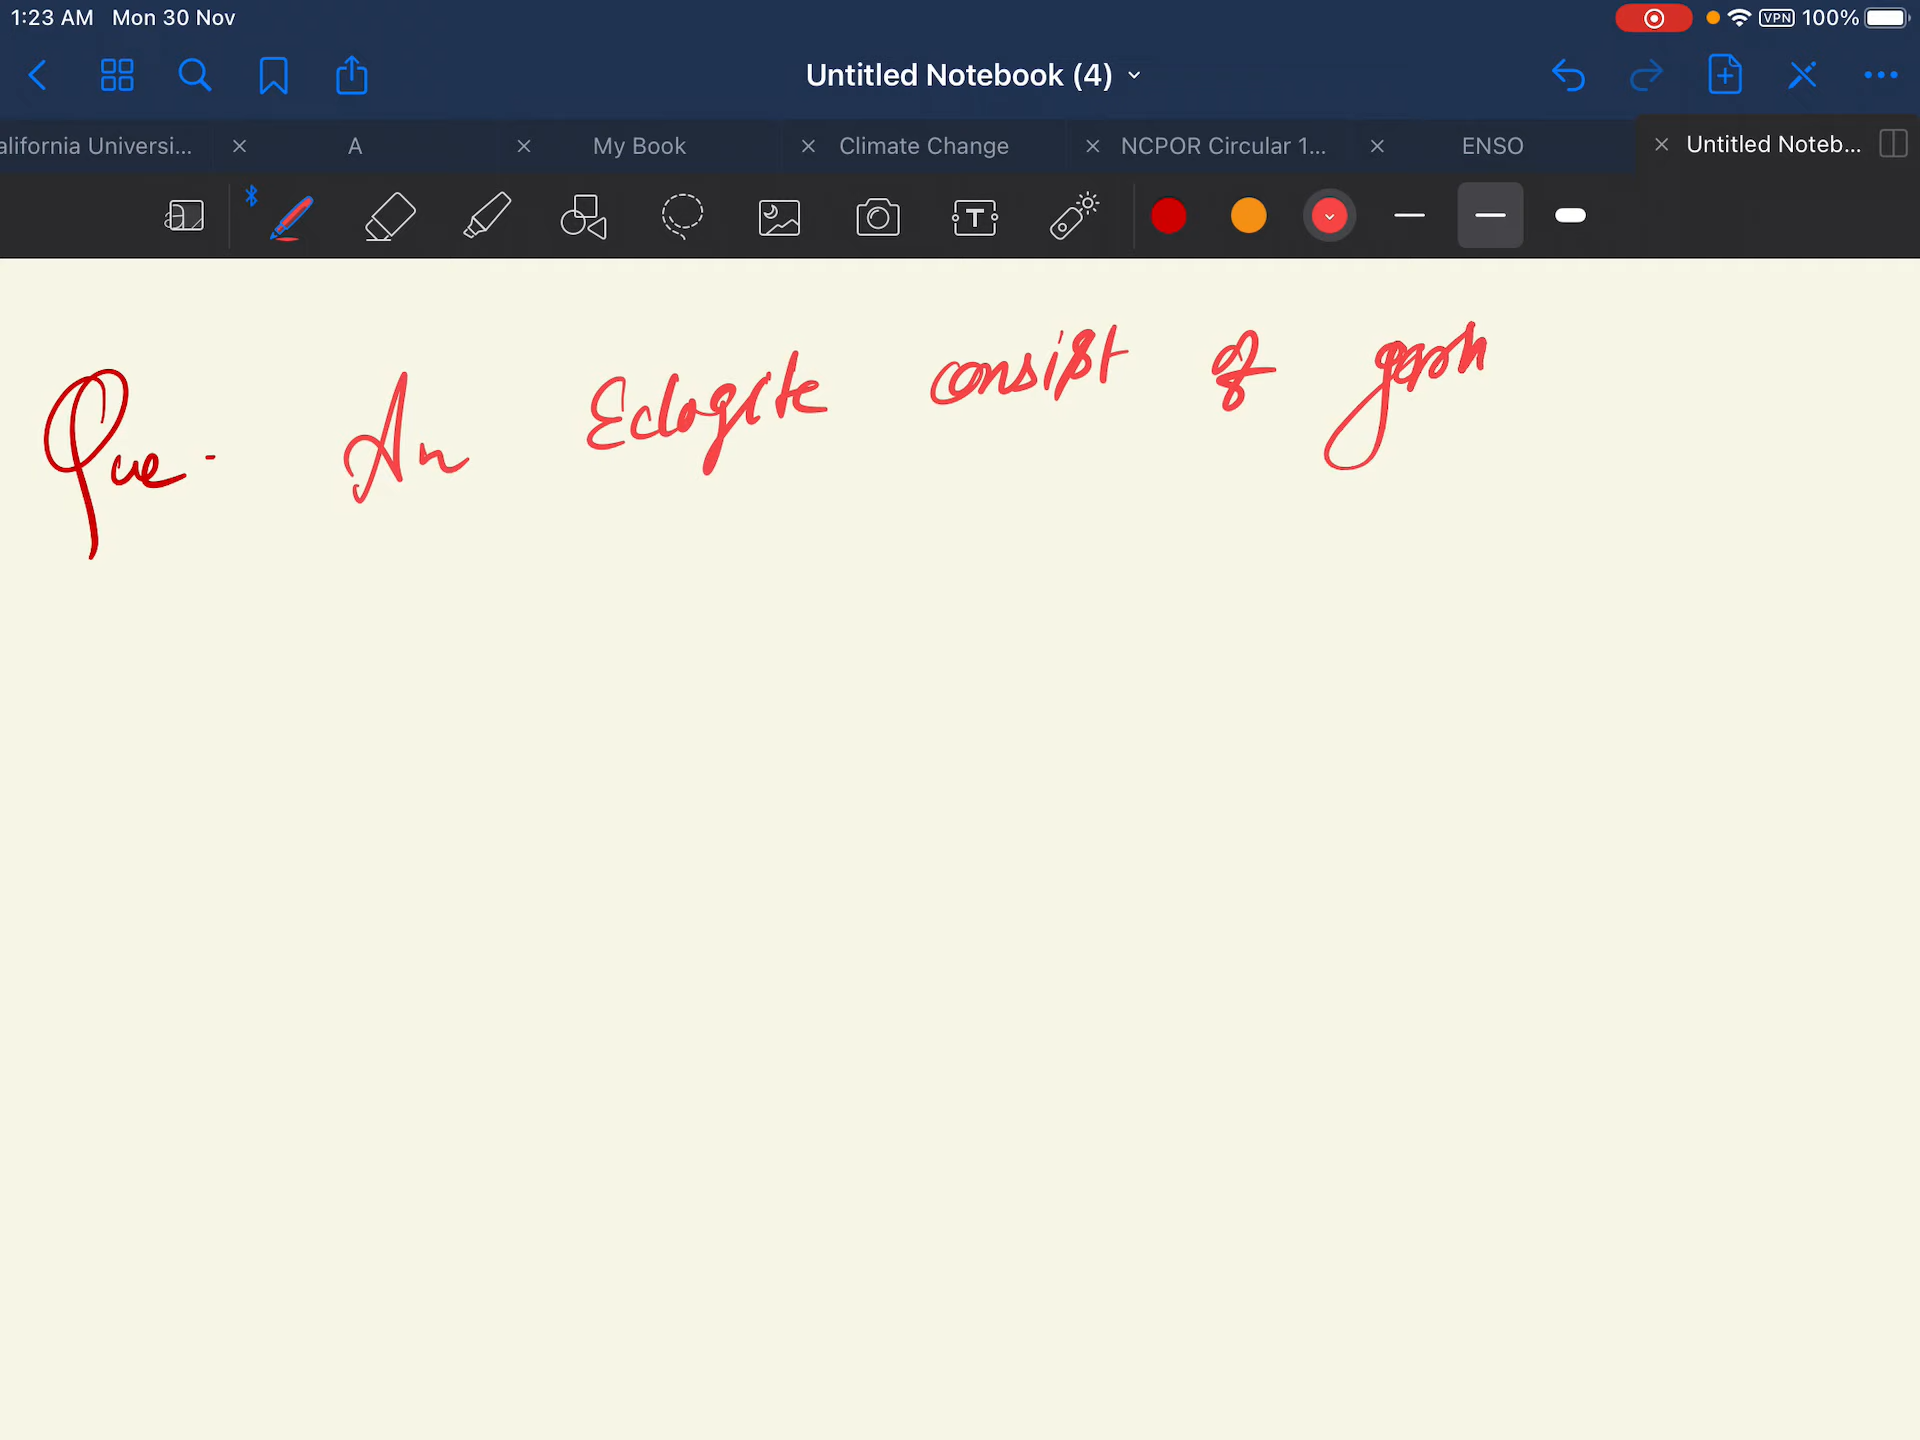 1:23 AM Mon 30 Nov
VPN 100%
Untitled Notebook (4)
alifornia Universi...
A
My Book
Climate Change
NCPOR Circular 1...
ENSO
Untitled Noteb...
T
Que - An Eclogite consist of